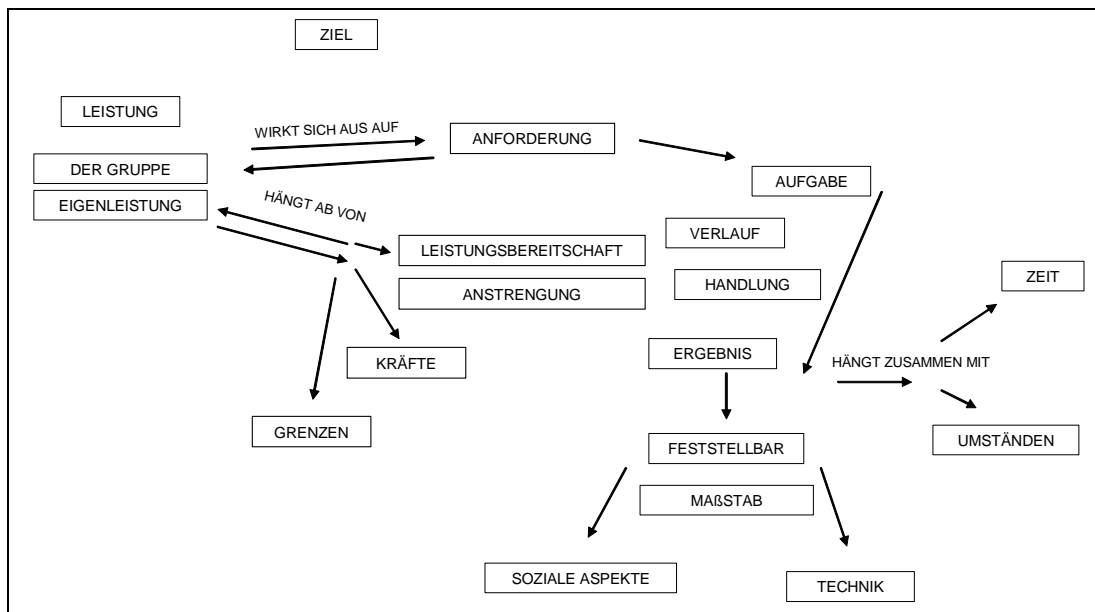 ZIEL
LEISTUNG
WIRKT SICH AUS AUF
ANFORDERUNG
DER GRUPPE
AUFGABE
EIGENLEISTUNG
HÄNGT AB VON
VERLAUF
LEISTUNGSBEREITSCHAFT
ZEIT
HANDLUNG
ANSTRENGUNG
ERGEBNIS
KRÄFTE
HÄNGT ZUSAMMEN MIT
GRENZEN
FESTSTELLBAR
UMSTÄNDEN
MAßSTAB
SOZIALE ASPEKTE
TECHNIK